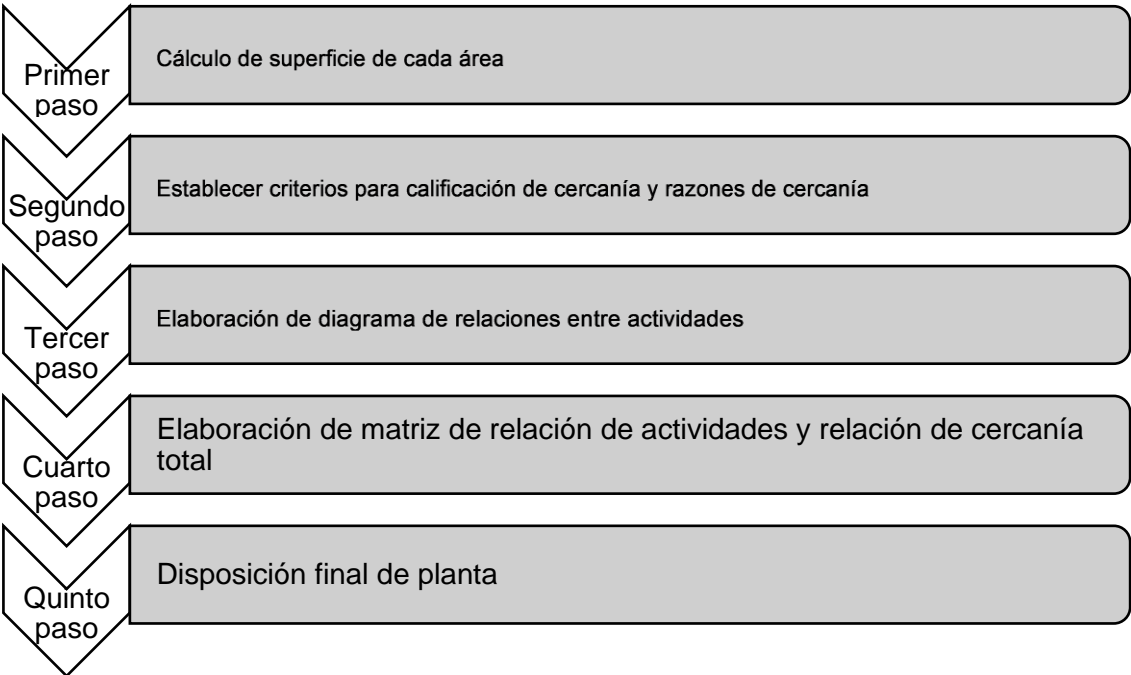 Primer
paso
Cálculo de superficie de cada área
Segundo
paso
Establecer criterios para calificación de cercanía y razones de cercanía
Tercer
paso
Elaboración de diagrama de relaciones entre actividades
Cuarto
paso
Elaboración de matriz de relación de actividades y relación de cercanía
total
Quinto
paso
Disposición final de planta